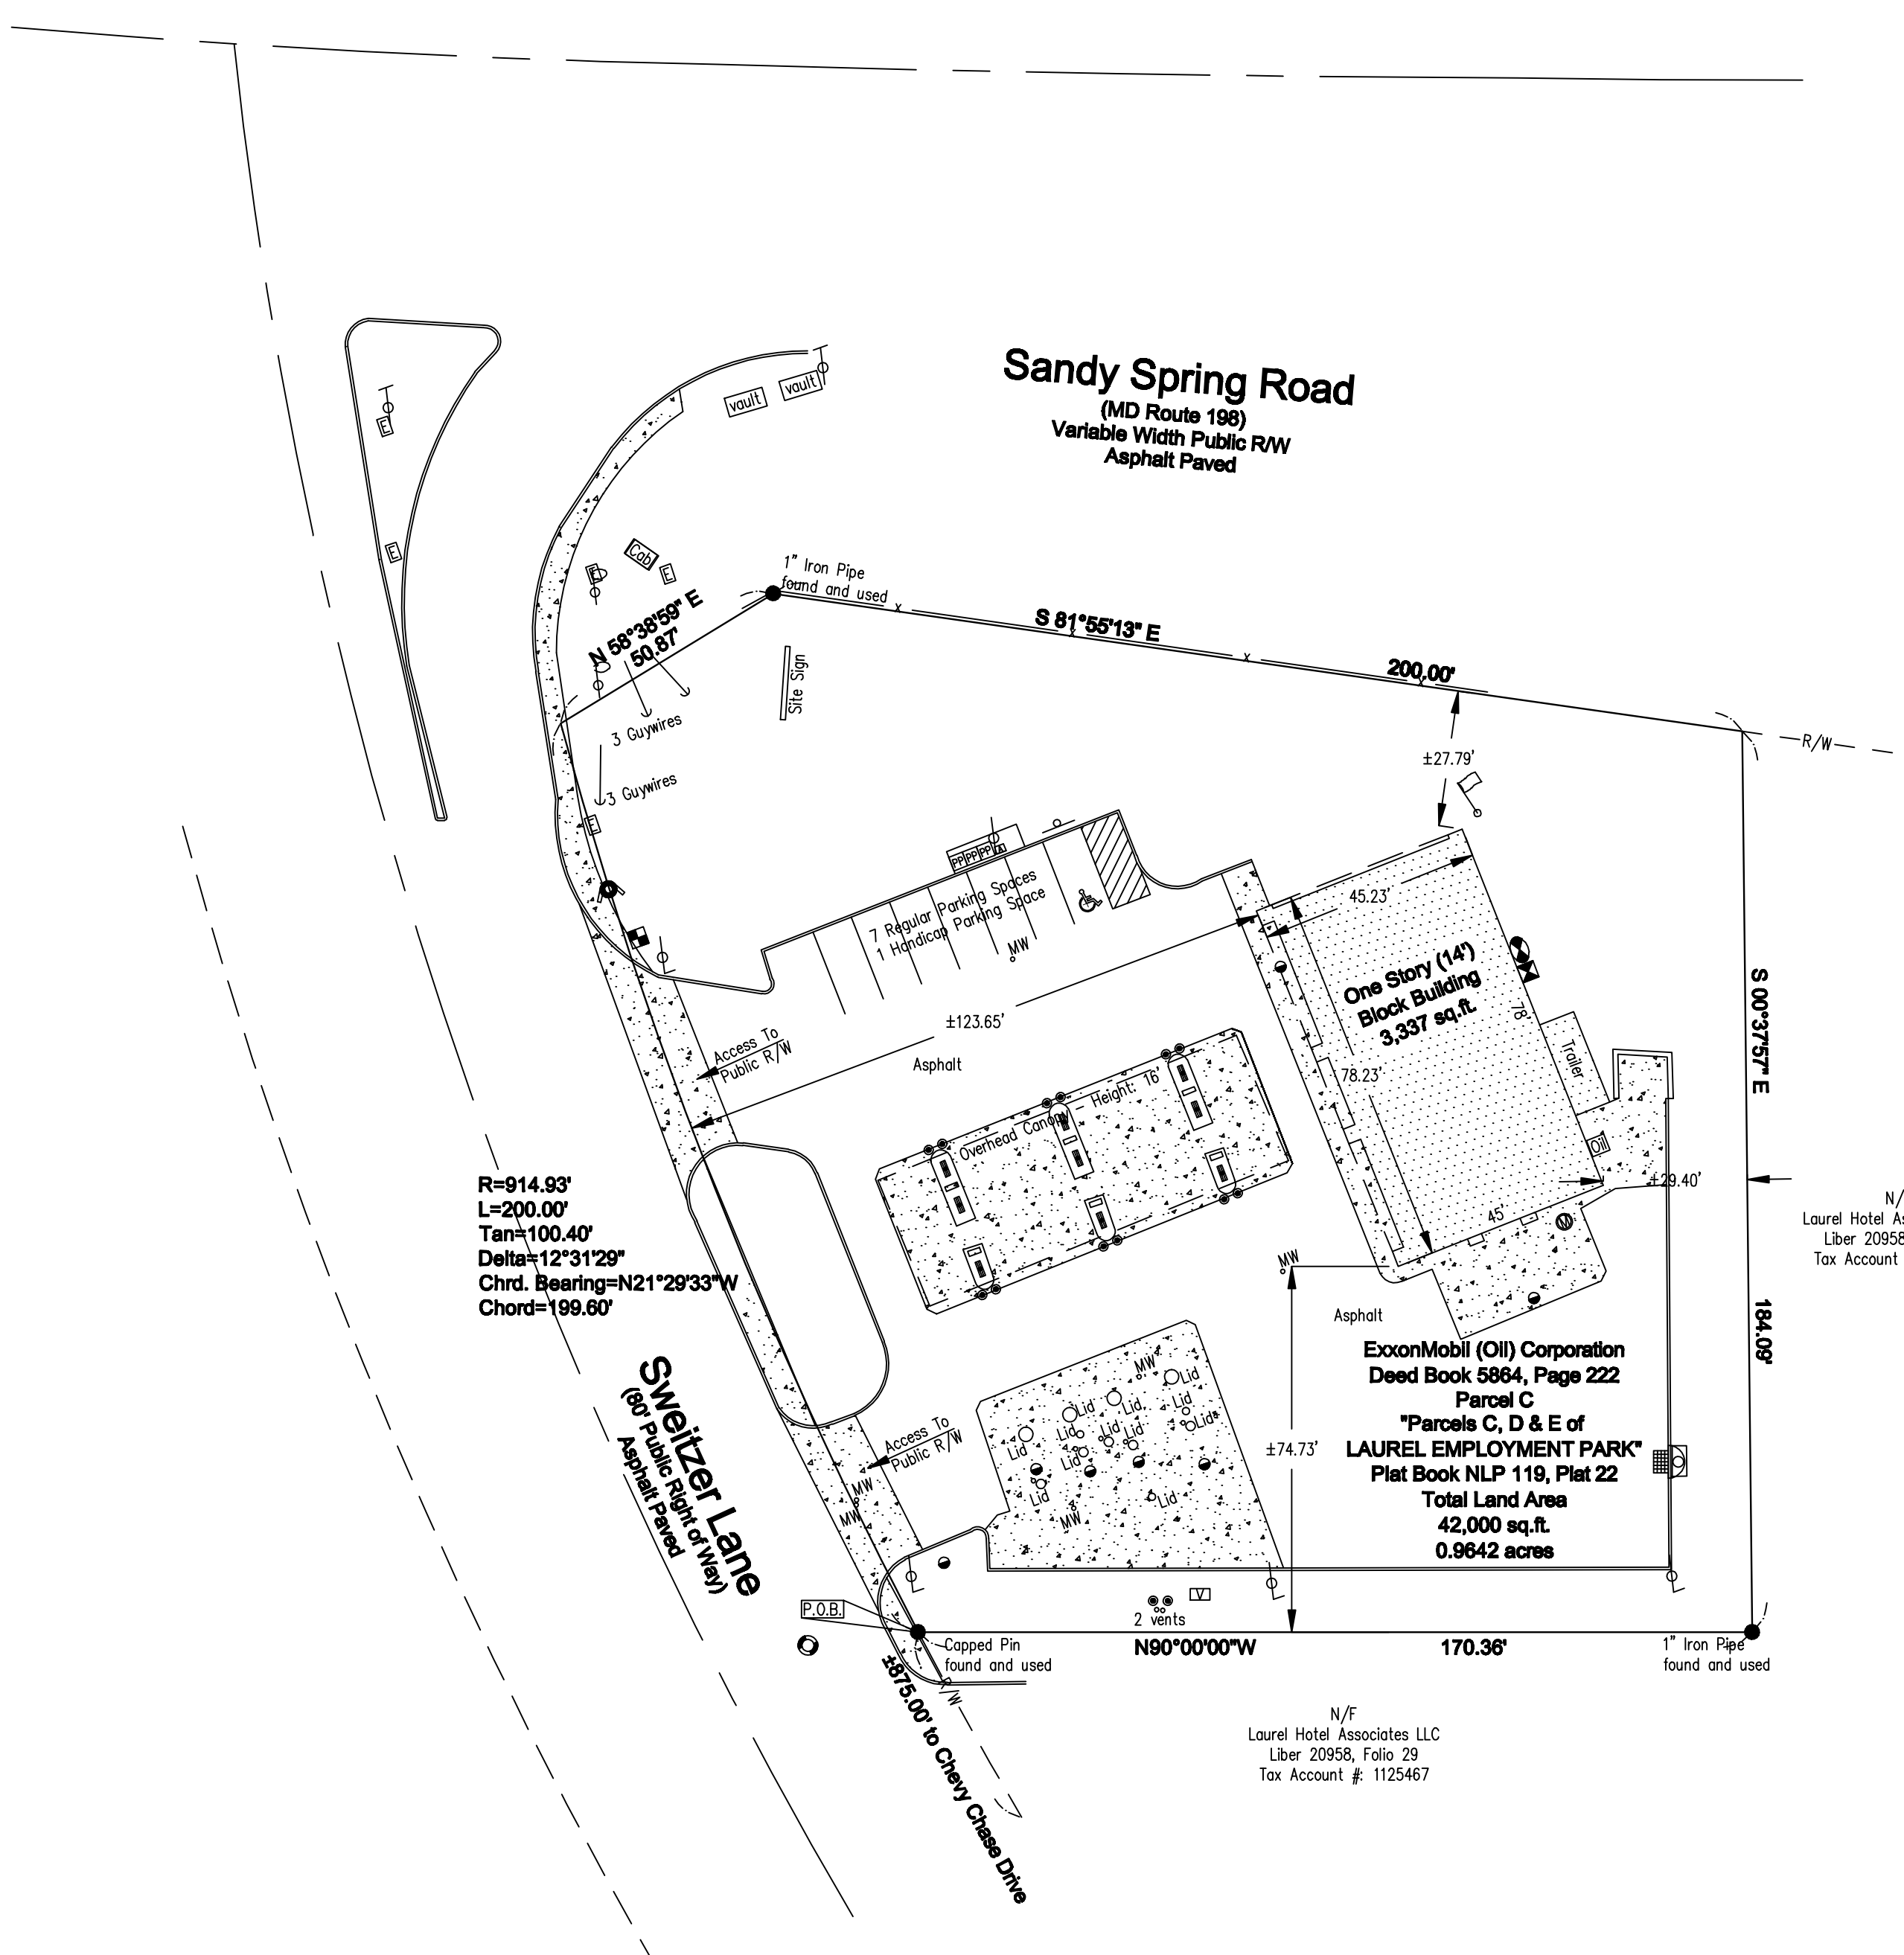 Sandy Spring Road
(MD Route 198)
Variable Width Public R/W
Asphalt Paved
vault
vault
E
E
Cab
E
E
1" Iron Pipe
found and used
N 58°38'59" E
50.87'
S 81°55'13" E
200.00'
Site Sign
3 Guywires
3 Guywires
E
R/W
±27.79'
PP PP PP A
7 Regular Parking Spaces
1 Handicap Parking Space
MW
45.23'
One Story (14')
Block Building
3,337 sq.ft.
78'
S 00°37'57" E
184.09'
±123.65'
Access To
Public R/W
Asphalt
78.23'
Trailer
Overhead Canopy - Height: 16'
Oil
±29.40'
45'
M
R=914.93'
L=200.00'
Tan=100.40'
Delta=12°31'29"
Chrd. Bearing=N21°29'33"W
Chord=199.60'
N/
Laurel Hotel As
Liber 20958
Tax Account
MW
Asphalt
ExxonMobil (Oil) Corporation
Deed Book 5864, Page 222
Parcel C
"Parcels C, D & E of
LAUREL EMPLOYMENT PARK"
Plat Book NLP 119, Plat 22
Total Land Area
42,000 sq.ft.
0.9642 acres
Sweitzer Lane
(80' Public Right of Way)
Asphalt Paved
Access To
Public R/W
MW
MW
MW
Lid
Lid
Lid
Lid
Lid
Lid
Lid
Lid
Lid
Lid
MW
±74.73'
P.O.B.
V
2 vents
Capped Pin
found and used
N90°00'00"W
170.36'
1" Iron Pipe
found and used
R/W
±875.00' to Chevy Chase Drive
N/F
Laurel Hotel Associates LLC
Liber 20958, Folio 29
Tax Account #: 1125467